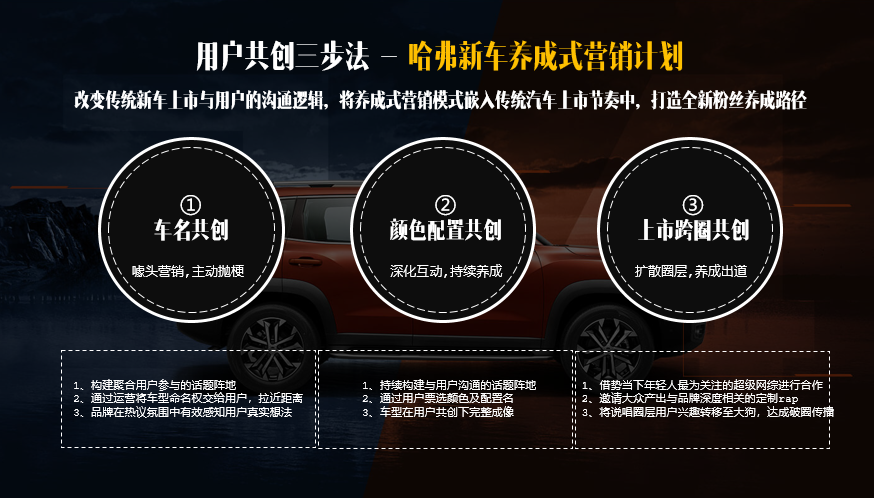 用户共创三步法 – 哈弗新车养成式营销计划
改变传统新车上市与用户的沟通逻辑，将养成式营销模式嵌入传统汽车上市节奏中，打造全新粉丝养成路径
①
车名共创
噱头营销,主动抛梗
②
颜色配置共创
深化互动,持续养成
③
上市跨圈共创
扩散圈层,养成出道
1、构建聚合用户参与的话题阵地
2、通过运营将车型命名权交给用户，拉近距离
3、品牌在热议氛围中有效感知用户真实想法
1、持续构建与用户沟通的话题阵地
2、通过用户票选颜色及配置名
3、车型在用户共创下完整成像
1、借势当下年轻人最为关注的超级网综进行合作
2、邀请大众产出与品牌深度相关的定制rap
3、将说唱圈层用户兴趣转移至大狗，达成破圈传播